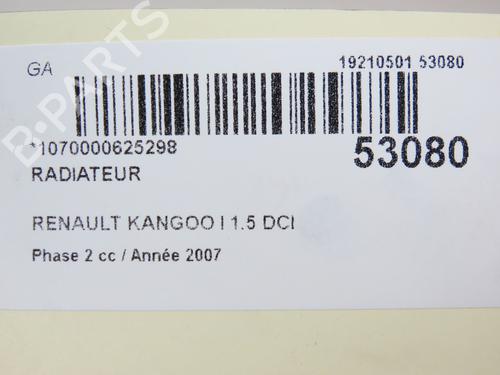 GA 19210501 53080
*1070000625298 53080
RADIATEUR
RENAULT KANGOO I 1.5 DCI
Phase 2 cc / Année 2007
B-PARTS